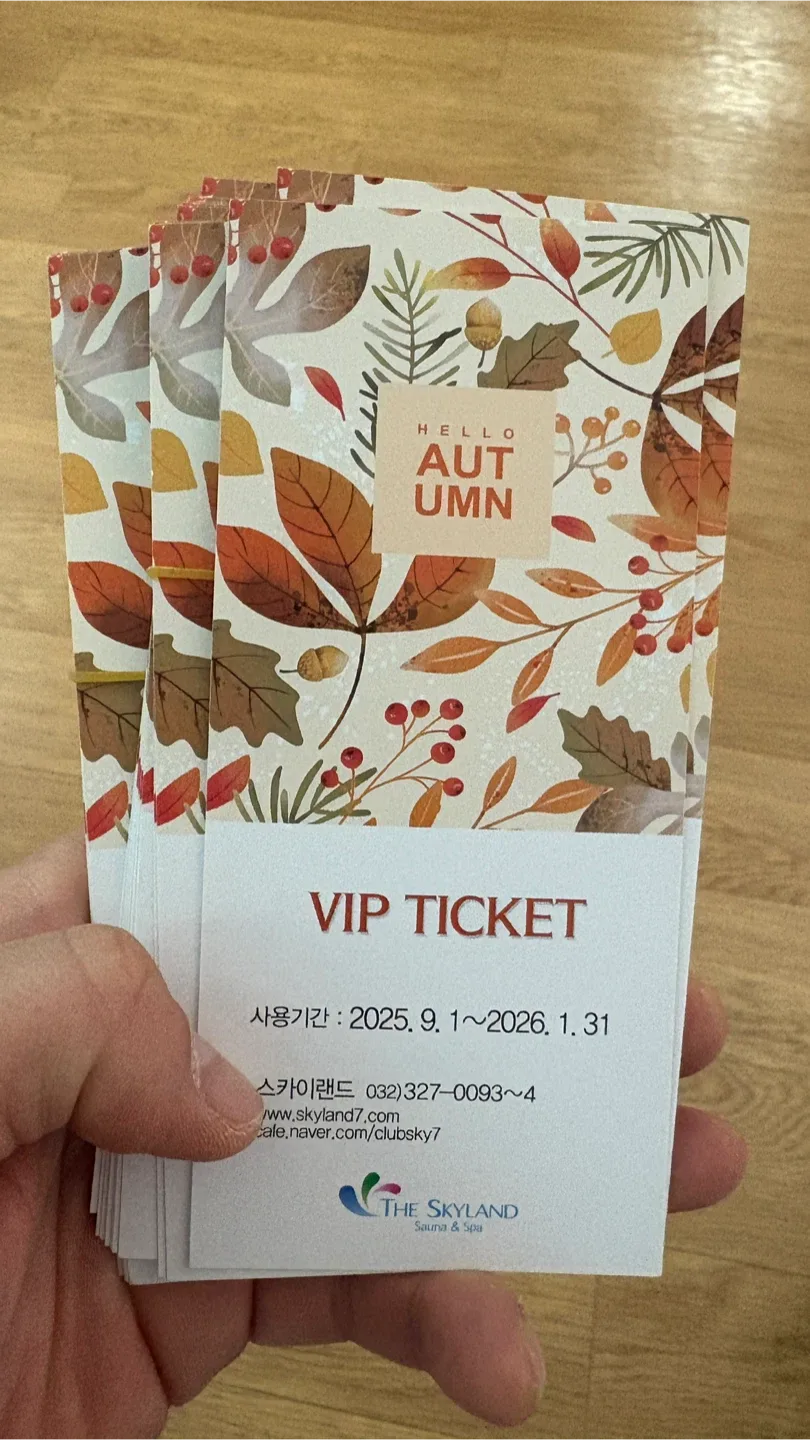 HELLO
AUT
UMN
VIP TICKET
사용기간 : 2025. 9. 1~2026. 1. 31
스카이랜드 032)327-0093~4
www.skyland7.com
cafe.naver.com/clubsky7
THE SKYLAND
Sauna & Spa